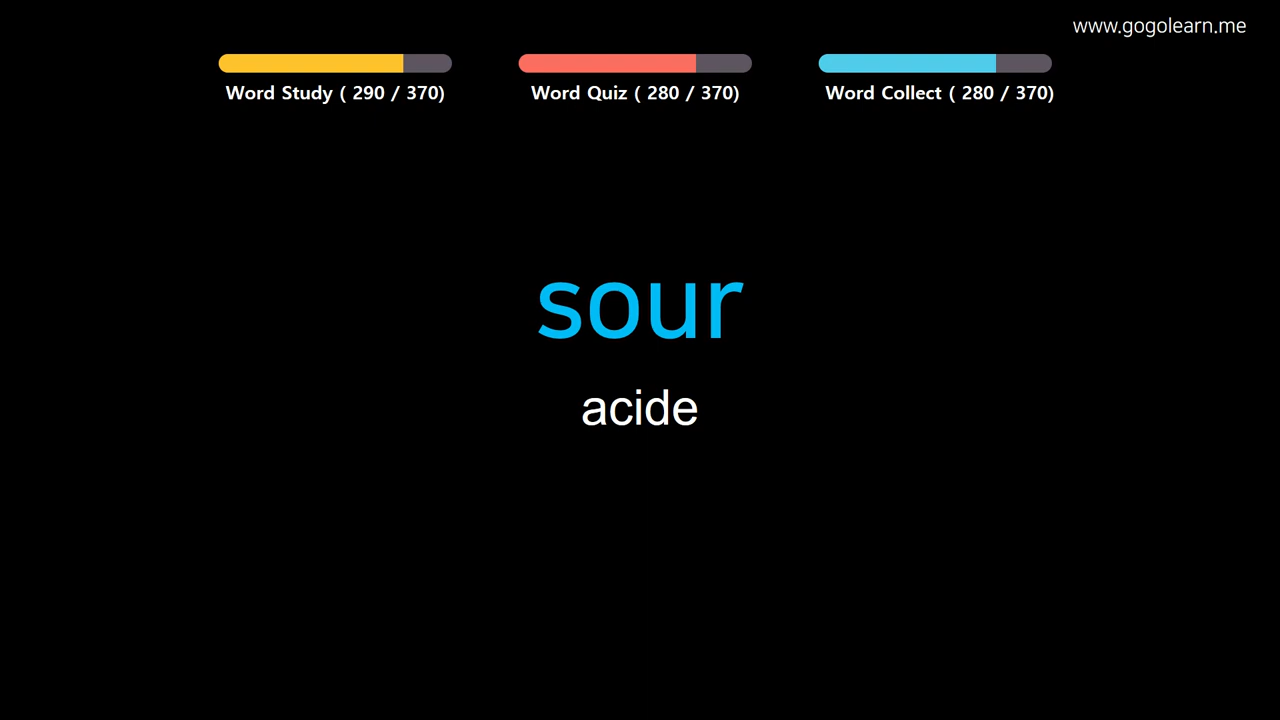 www.gogolearn.me
Word Study ( 290 / 370)
Word Quiz ( 280 / 370)
Word Collect ( 280 / 370)
sour
acide